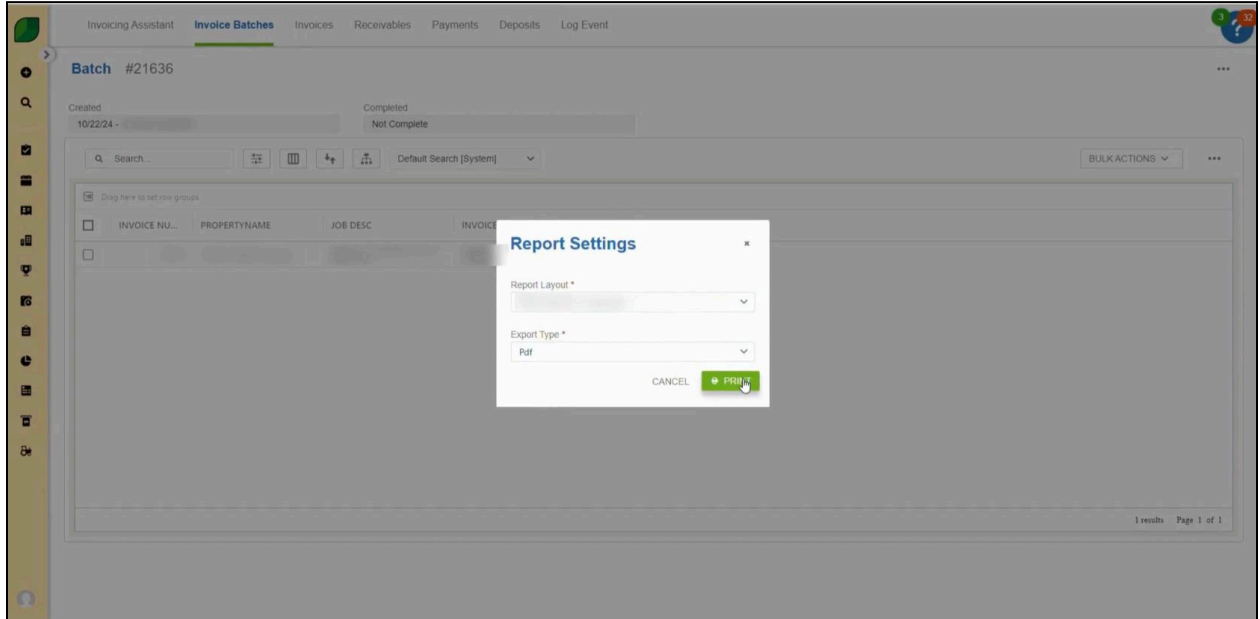 Invoicing Assistant Invoice Batches Invoices Receivables Payments Deposits Log Event
3 32
?
Batch #21636
Created Completed
10/22/24 - Not Complete
Search... Default Search [System] BULK ACTIONS
Drag here to set row groups
INVOICE NU... PROPERTYNAME JOB DESC INVOICE
Report Settings
Report Layout *
Export Type *
Pdf
CANCEL PRINT
1 results Page 1 of 1